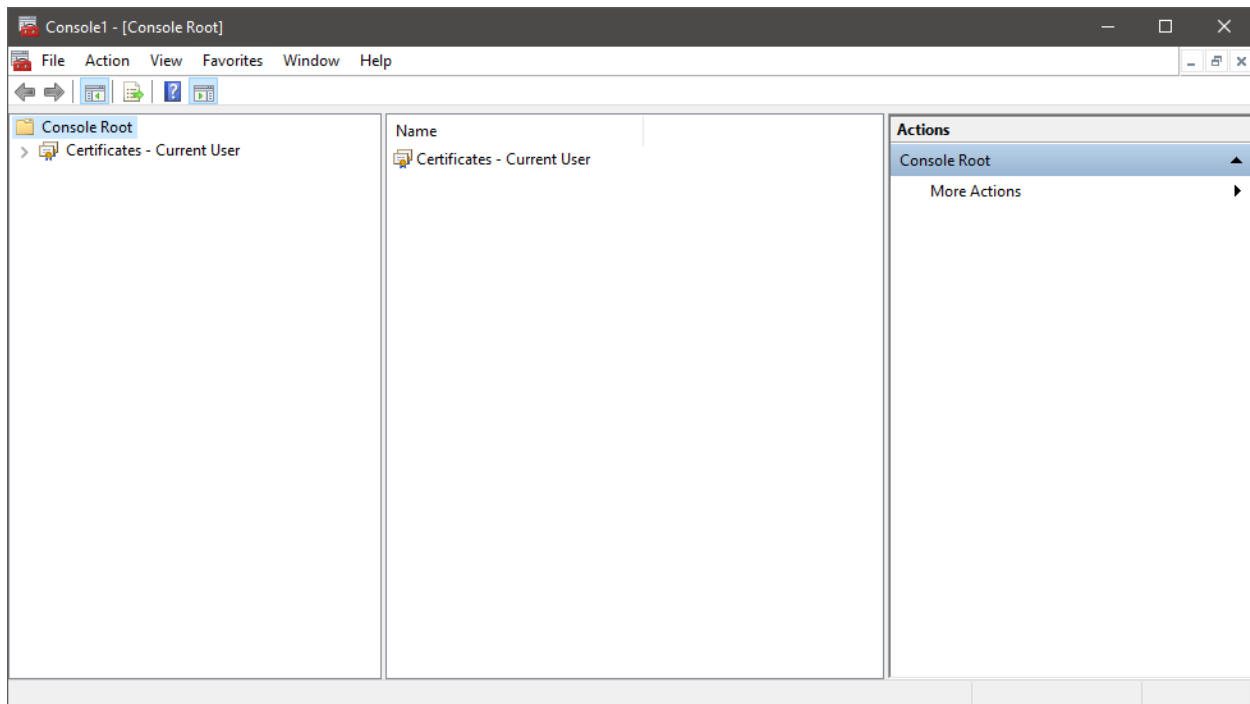 Console1 - [Console Root]
File Action View Favorites Window Help
Console Root
Certificates - Current User
Name
Certificates - Current User
Actions
Console Root
More Actions